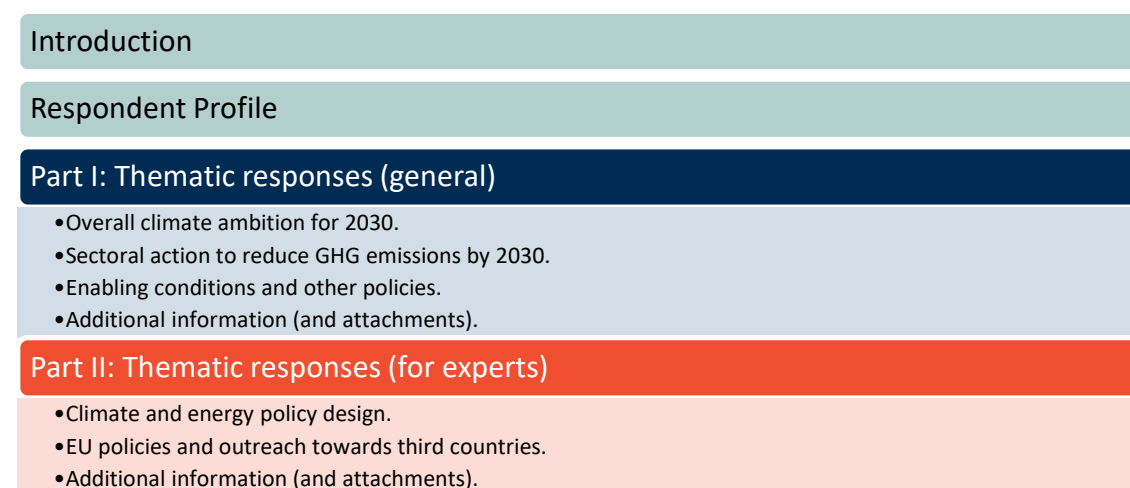 Introduction
Respondent Profile
Part I: Thematic responses (general)
•Overall climate ambition for 2030.
•Sectoral action to reduce GHG emissions by 2030.
•Enabling conditions and other policies.
•Additional information (and attachments).
Part II: Thematic responses (for experts)
•Climate and energy policy design.
•EU policies and outreach towards third countries.
•Additional information (and attachments).